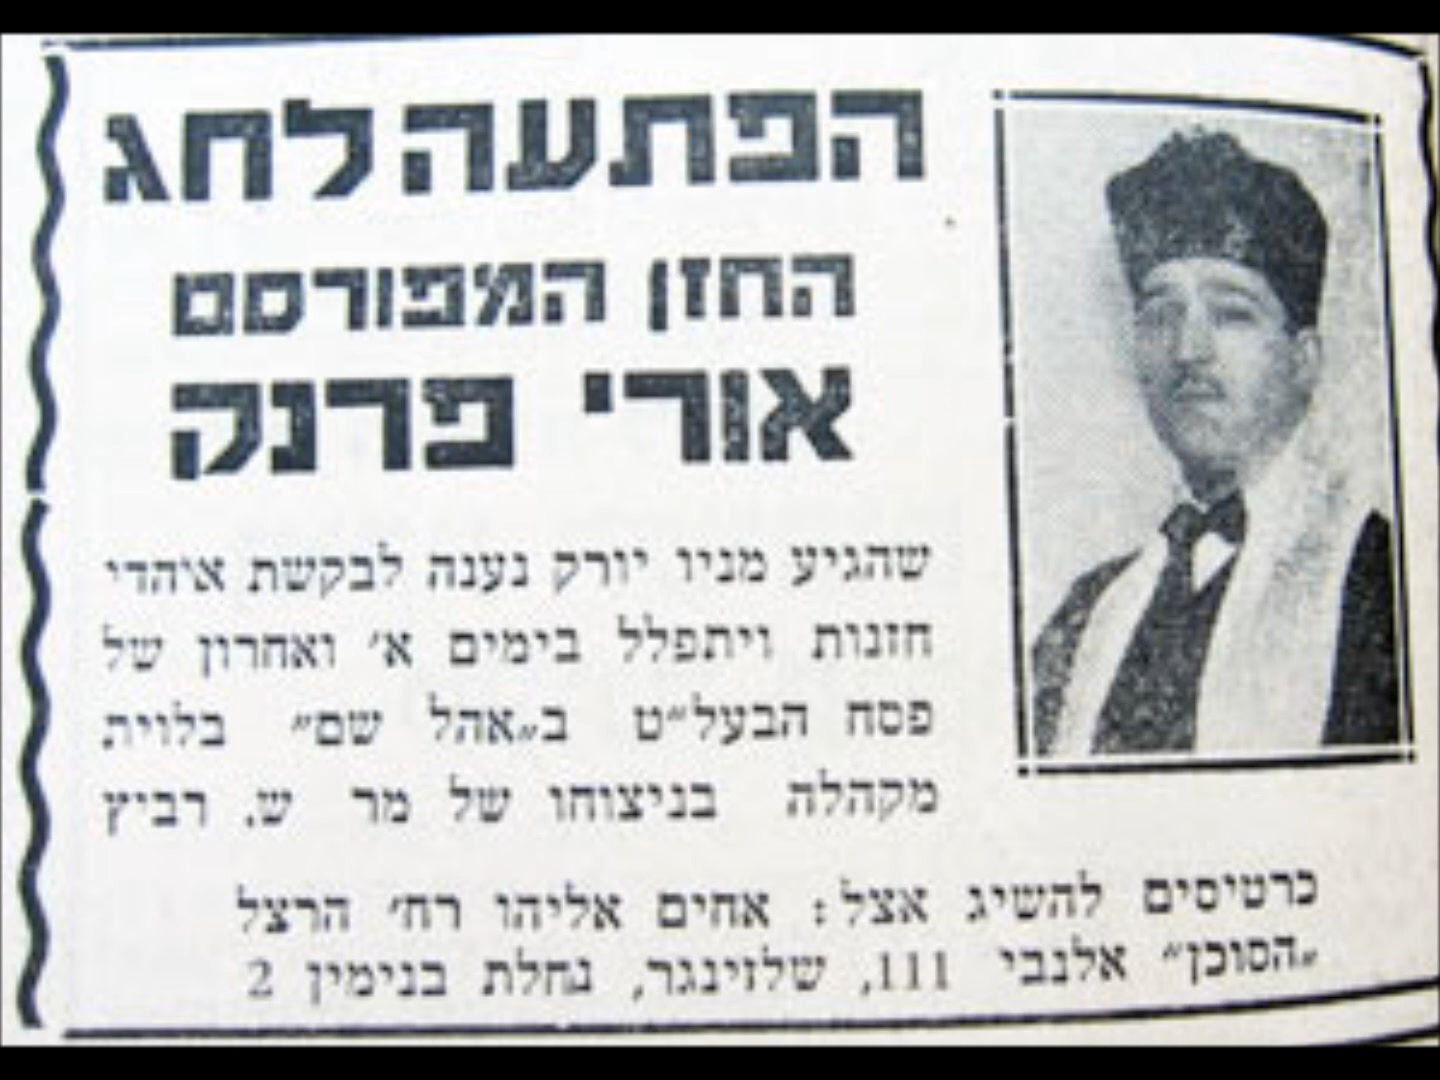 הפתעה לחג
החזן המפורסם
אורי פרנק
שהגיע מניו יורק נענה לבקשת אוהדי
חזנות ויתפלל בימים א׳ ואחרון של
פסח הבעל״ט ב„אהל שם״ בלוית
מקהלה בניצוחו של מר ש. רביץ
כרטיסים להשיג אצל: אחים אליהו רח׳ הרצל
„הסוכן״ אלנבי 111, שלזינגר, נחלת בנימין 2